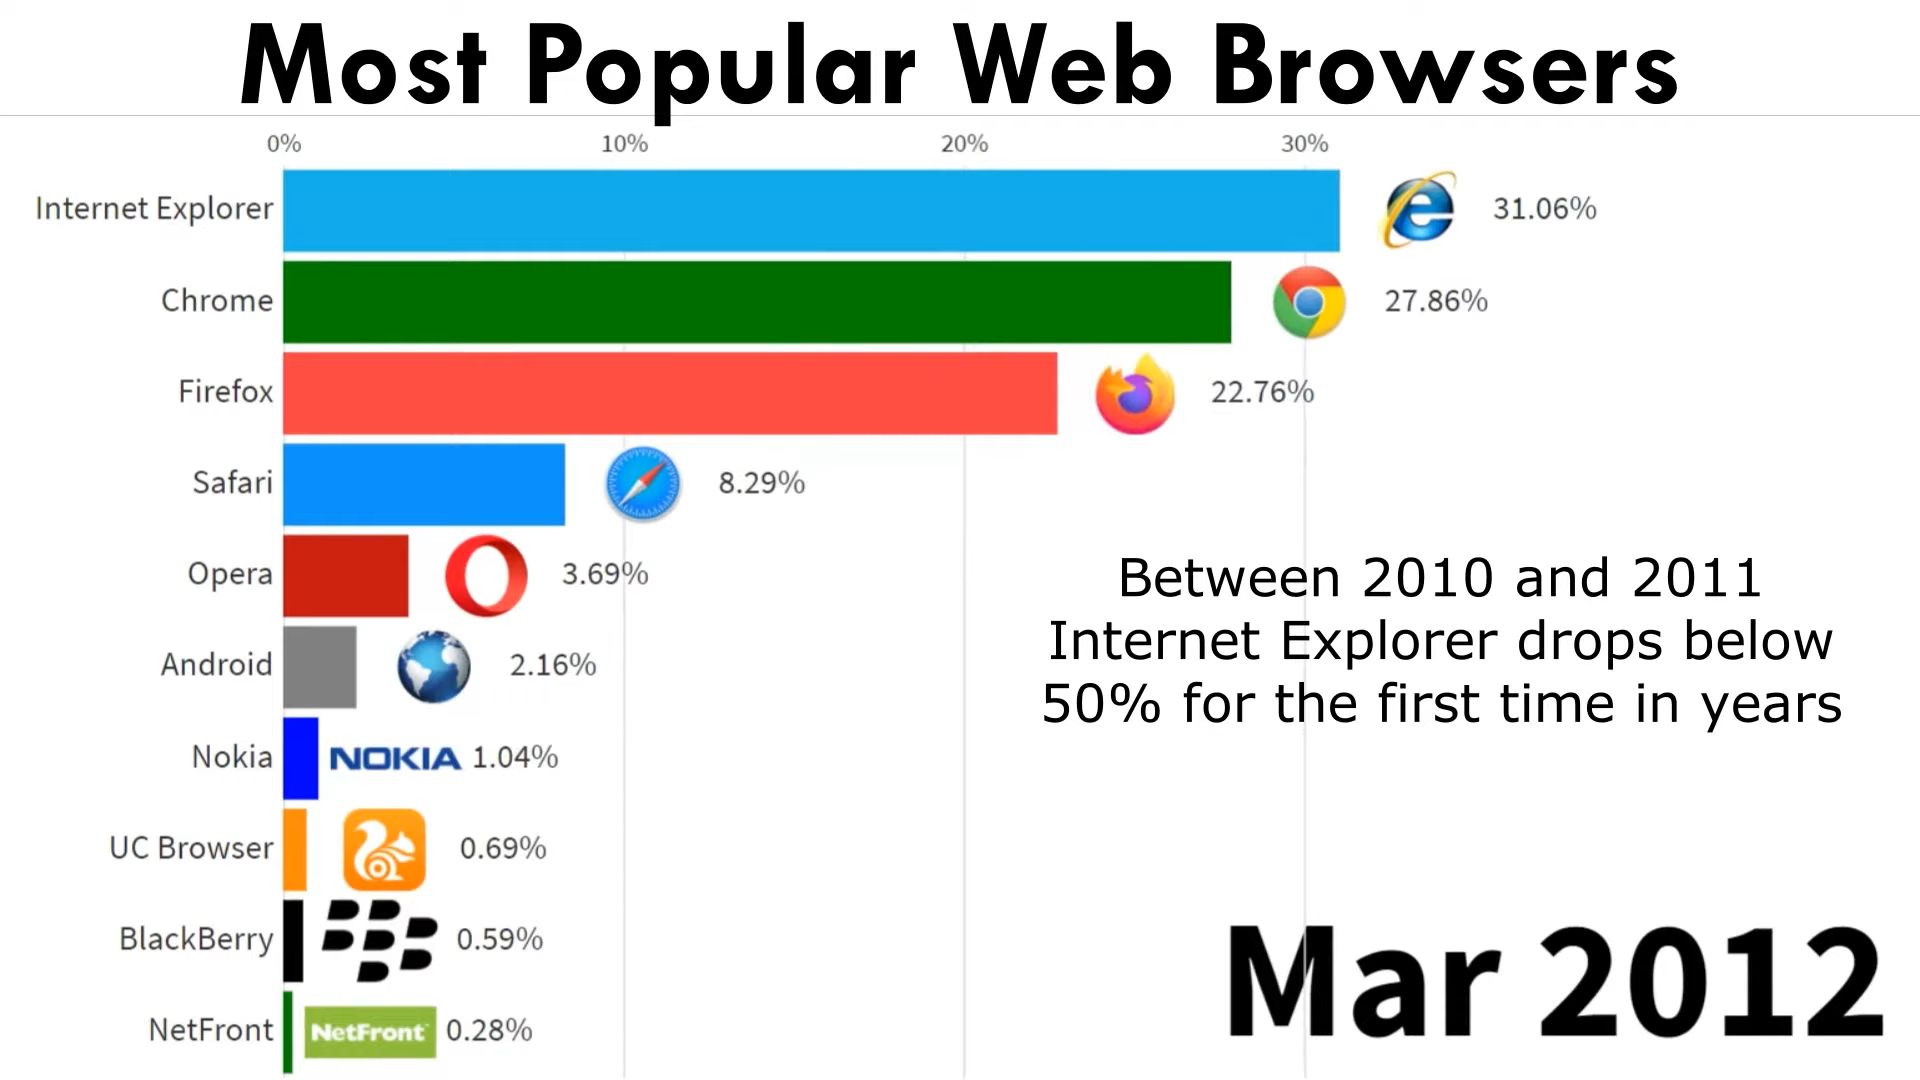 Most Popular Web Browsers
0% 10% 20% 30%
Internet Explorer 31.06%
Chrome 27.86%
Firefox 22.76%
Safari 8.29%
Opera 3.69%
Android 2.16%
Nokia NOKIA 1.04%
UC Browser 0.69%
BlackBerry 0.59%
NetFront NetFront 0.28%
Between 2010 and 2011
Internet Explorer drops below
50% for the first time in years
Mar 2012